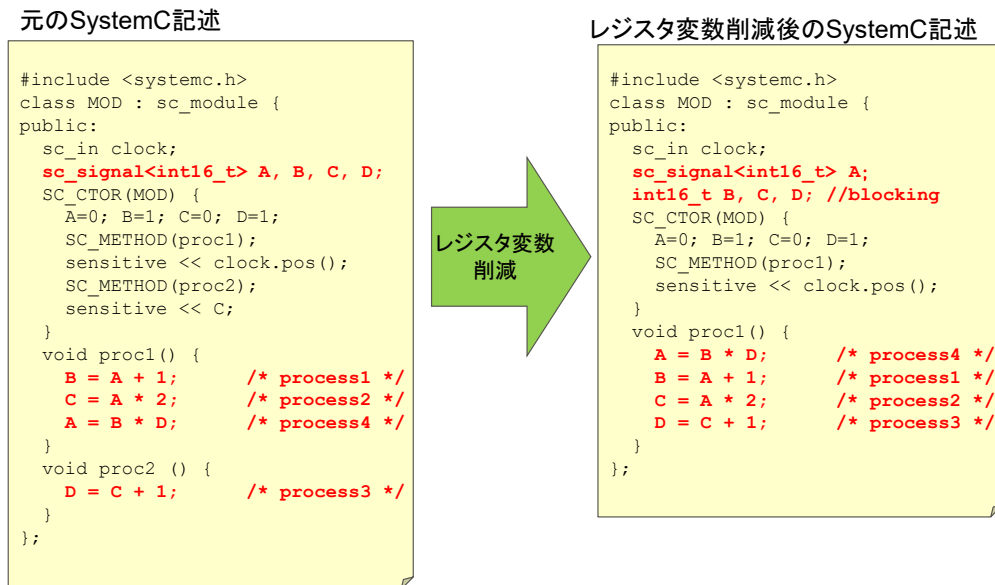 元のSystemC記述
#include <systemc.h>
class MOD : sc_module {
public:
  sc_in clock;
  sc_signal<int16_t> A, B, C, D;
  SC_CTOR(MOD) {
    A=0; B=1; C=0; D=1;
    SC_METHOD(proc1);
    sensitive << clock.pos();
    SC_METHOD(proc2);
    sensitive << C;
  }
  void proc1() {
    B = A + 1;      /* process1 */
    C = A * 2;      /* process2 */
    A = B * D;      /* process4 */
  }
  void proc2 () {
    D = C + 1;      /* process3 */
  }
};
レジスタ変数
削減
レジスタ変数削減後のSystemC記述
#include <systemc.h>
class MOD : sc_module {
public:
  sc_in clock;
  sc_signal<int16_t> A;
  int16_t B, C, D; //blocking
  SC_CTOR(MOD) {
    A=0; B=1; C=0; D=1;
    SC_METHOD(proc1);
    sensitive << clock.pos();
  }
  void proc1() {
    A = B * D;      /* process4 */
    B = A + 1;      /* process1 */
    C = A * 2;      /* process2 */
    D = C + 1;      /* process3 */
  }
};